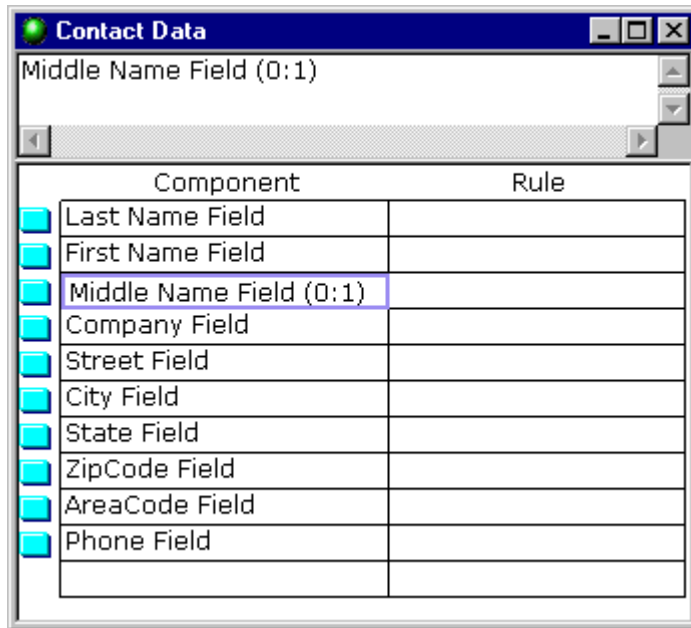 Contact Data
Middle Name Field (0:1)
Component Rule
Last Name Field
First Name Field
Middle Name Field (0:1)
Company Field
Street Field
City Field
State Field
ZipCode Field
AreaCode Field
Phone Field